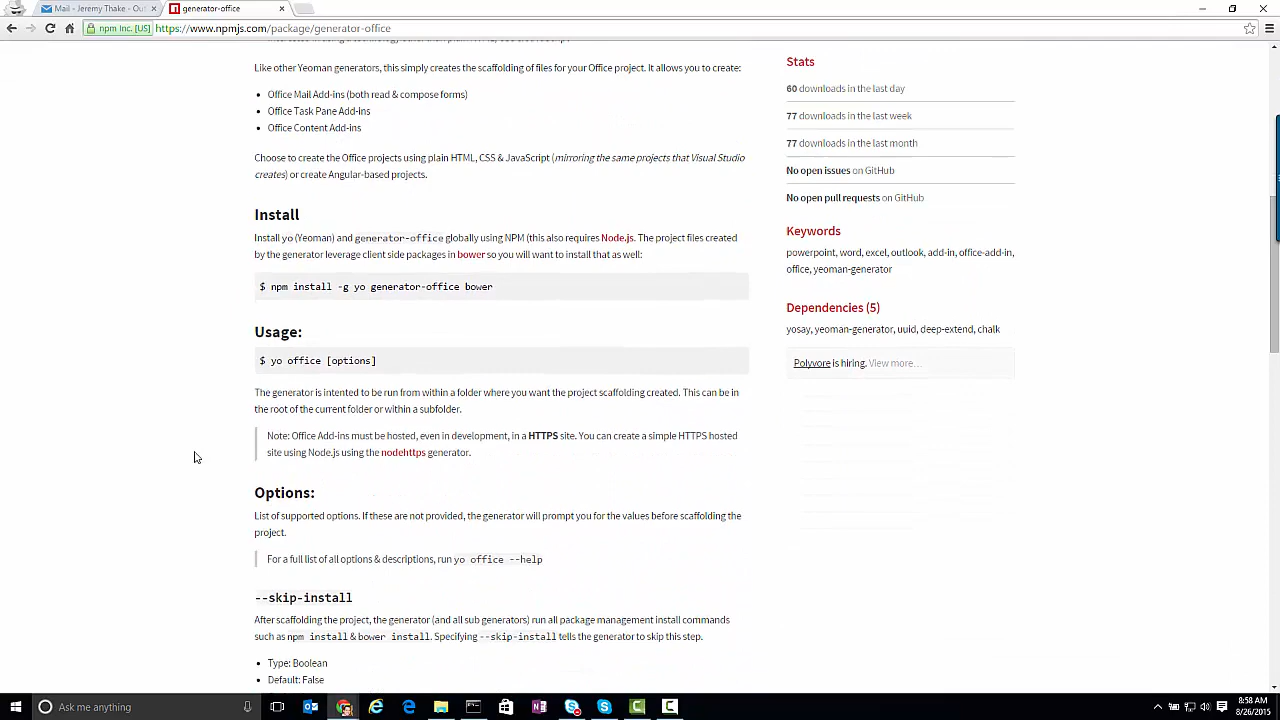 Mail - Jeremy Thake - Ou
generator-office
npm Inc. [US]
https://www.npmjs.com/package/generator-office
Like other Yeoman generators, this simply creates the scaffolding of files for your Office project. It allows you to create:
Office Mail Add-ins (both read & compose forms)
Office Task Pane Add-Ins
Office Content Add-Ins
Choose to create the Office projects using plain HTML, CSS & JavaScript (mirroring the same projects that Visual Studio
creates) or create Angular-based projects.
Install
Install yo (Yeoman) and generator-office globally using NPM (this also requires Node.js. The project files created
by the generator leverage client side packages in bower so you will want to install that as well:
$ npm install -g yo generator-office bower
Usage:
$ yo office [options]
The generator is intented to be run from within a folder where you want the project scaffolding created. This can be in
the root of the current folder or within a subfolder.
Note: Office Add-ins must be hosted, even in development, in a HTTPS site. You can create a simple HTTPS hosted
site using Node.js using the nodehttps generator.
Options:
List of supported options. If these are not provided, the generator will prompt you for the values before scaffolding the
project.
For a full list of all options & descriptions, run yo office --help
--skip-install
After scaffolding the project, the generator (and all sub generators) run all package management install commands
such as npm install & bower install. Specifying --skip-install tells the generator to skip this step.
Type: Boolean
Default: False
Stats
60 downloads in the last day
77 downloads in the last week
77 downloads in the last month
No open issues on GitHub
No open pull requests on GitHub
Keywords
powerpoint, word, excel, outlook, add-in, office-add-in,
office, yeoman-generator
Dependencies (5)
yosay, yeoman-generator, uuid, deep-extend, chalk
Polyvore is hiring. View more…
Ask me anything
8:58 AM
8/26/2015